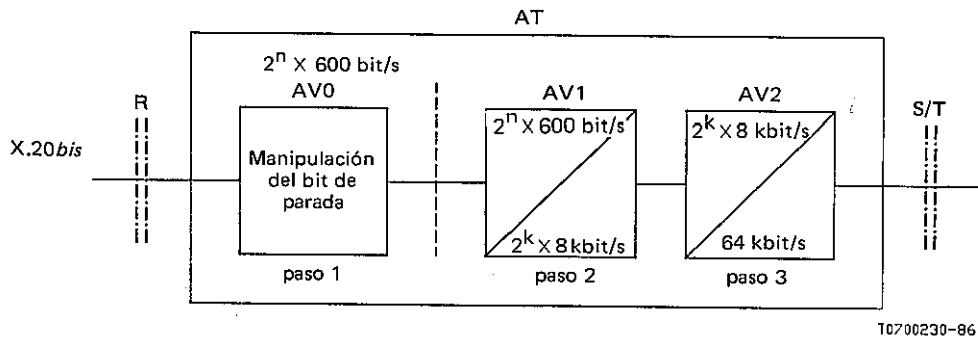 AT
2ⁿ X 600 bit/s
R
AV0
AV1
AV2
S/T
X.20bis
Manipulación
del bit de
parada
2ⁿ X 600 bit/s
2ᵏ X 8 kbit/s
2ᵏ X 8 kbit/s
64 kbit/s
paso 1
paso 2
paso 3
T0700230-86